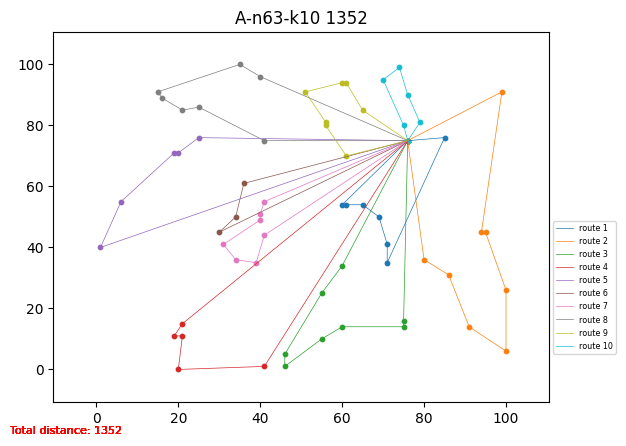 A-n63-k10 1352
100
80
60
40
20
0
0 20 40 60 80 100
route 1
route 2
route 3
route 4
route 5
route 6
route 7
route 8
route 9
route 10
Total distance: 1352